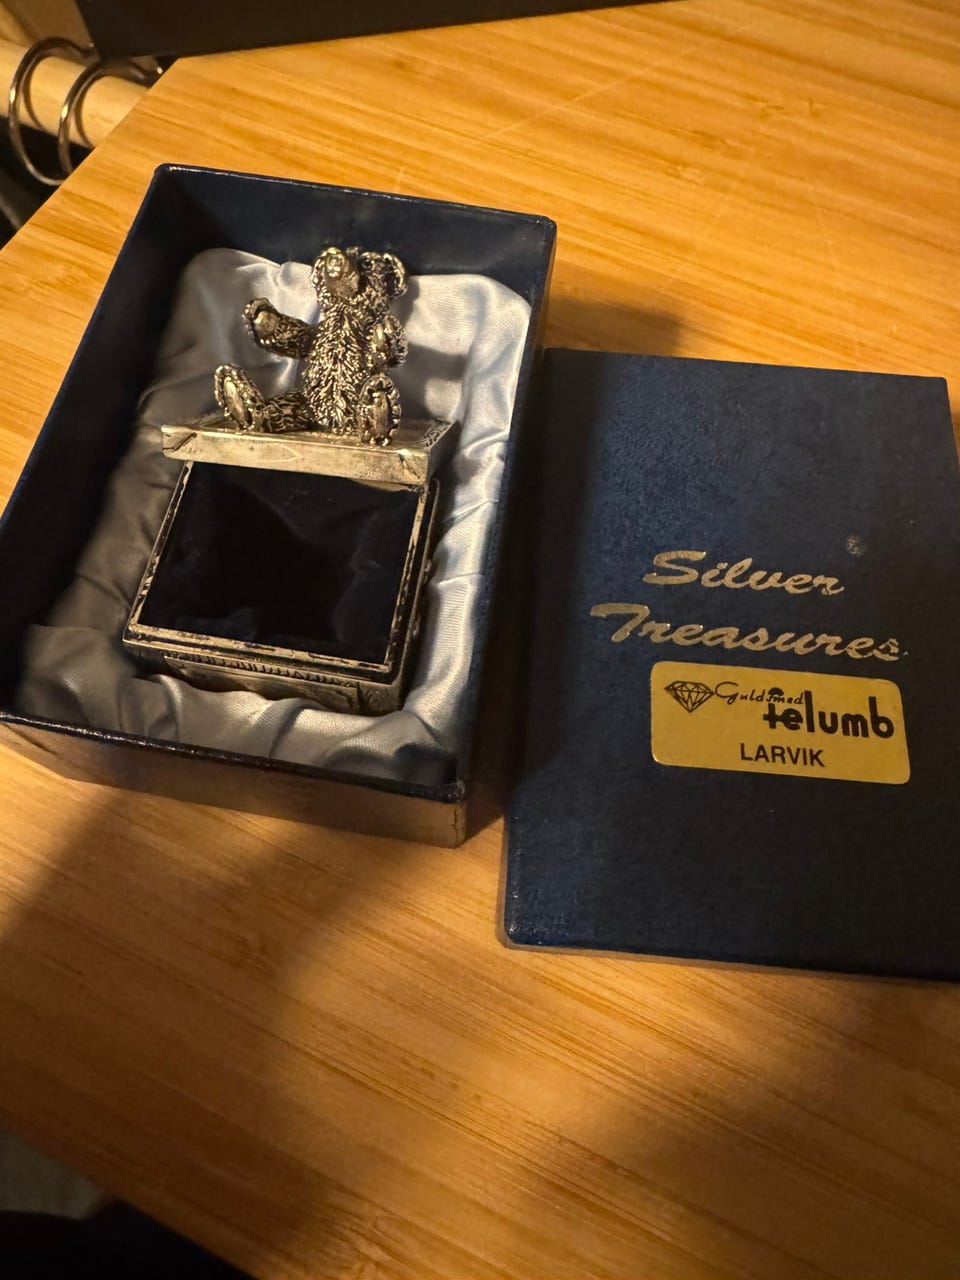 Silver
Treasures
Guldsmed
telumb
LARVIK